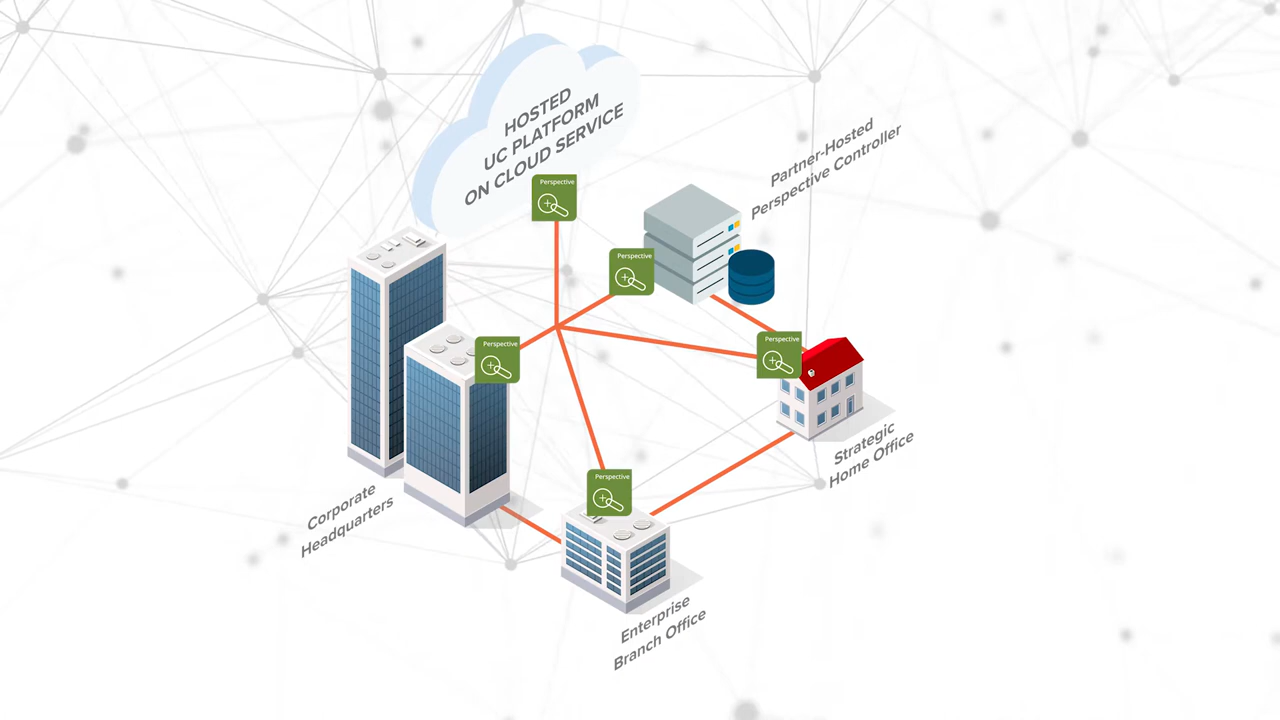 HOSTED
UC PLATFORM
ON CLOUD SERVICE
Perspective
Partner-Hosted
Perspective Controller
Perspective
Perspective
Perspective
Strategic
Home Office
Perspective
Corporate
Headquarters
Enterprise
Branch Office